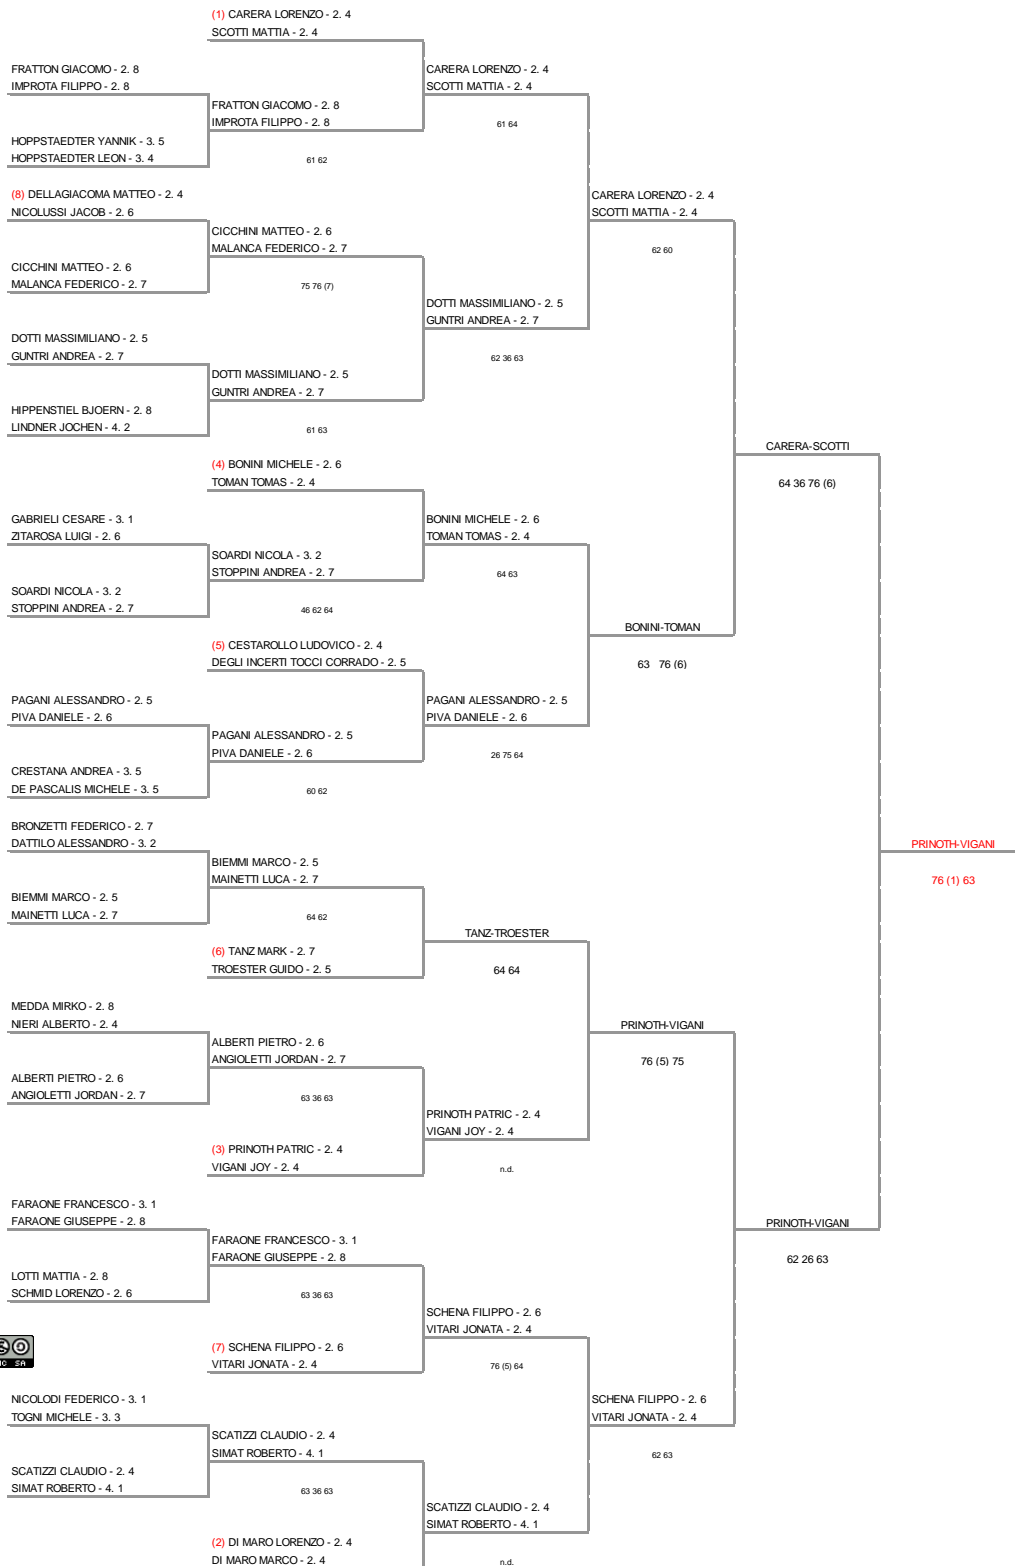 (1) CARERA LORENZO - 2. 4
SCOTTI MATTIA - 2. 4
FRATTON GIACOMO - 2. 8
IMPROTA FILIPPO - 2. 8
CARERA LORENZO - 2. 4
SCOTTI MATTIA - 2. 4
FRATTON GIACOMO - 2. 8
IMPROTA FILIPPO - 2. 8
61 64
HOPPSTAEDTER YANNIK - 3. 5
HOPPSTAEDTER LEON - 3. 4
61 62
(8) DELLAGIACOMA MATTEO - 2. 4
NICOLUSSI JACOB - 2. 6
CARERA LORENZO - 2. 4
SCOTTI MATTIA - 2. 4
CICCHINI MATTEO - 2. 6
MALANCA FEDERICO - 2. 7
62 60
CICCHINI MATTEO - 2. 6
MALANCA FEDERICO - 2. 7
75 76 (7)
DOTTI MASSIMILIANO - 2. 5
GUNTRI ANDREA - 2. 7
DOTTI MASSIMILIANO - 2. 5
GUNTRI ANDREA - 2. 7
62 36 63
DOTTI MASSIMILIANO - 2. 5
GUNTRI ANDREA - 2. 7
HIPPENSTIEL BJOERN - 2. 8
LINDNER JOCHEN - 4. 2
61 63
CARERA-SCOTTI
64 36 76 (6)
(4) BONINI MICHELE - 2. 6
TOMAN TOMAS - 2. 4
GABRIELI CESARE - 3. 1
ZITAROSA LUIGI - 2. 6
BONINI MICHELE - 2. 6
TOMAN TOMAS - 2. 4
SOARDI NICOLA - 3. 2
STOPPINI ANDREA - 2. 7
64 63
SOARDI NICOLA - 3. 2
STOPPINI ANDREA - 2. 7
46 62 64
BONINI-TOMAN
63 76 (6)
(5) CESTAROLLO LUDOVICO - 2. 4
DEGLI INCERTI TOCCI CORRADO - 2. 5
PAGANI ALESSANDRO - 2. 5
PIVA DANIELE - 2. 6
PAGANI ALESSANDRO - 2. 5
PIVA DANIELE - 2. 6
PAGANI ALESSANDRO - 2. 5
PIVA DANIELE - 2. 6
26 75 64
CRESTANA ANDREA - 3. 5
DE PASCALIS MICHELE - 3. 5
60 62
BRONZETTI FEDERICO - 2. 7
DATTILO ALESSANDRO - 3. 2
PRINOTH-VIGANI
76 (1) 63
BIEMMI MARCO - 2. 5
MAINETTI LUCA - 2. 7
BIEMMI MARCO - 2. 5
MAINETTI LUCA - 2. 7
64 62
TANZ-TROESTER
64 64
(6) TANZ MARK - 2. 7
TROESTER GUIDO - 2. 5
MEDDA MIRKO - 2. 8
NIERI ALBERTO - 2. 4
PRINOTH-VIGANI
76 (5) 75
ALBERTI PIETRO - 2. 6
ANGIOLETTI JORDAN - 2. 7
ALBERTI PIETRO - 2. 6
ANGIOLETTI JORDAN - 2. 7
63 36 63
PRINOTH PATRIC - 2. 4
VIGANI JOY - 2. 4
n.d.
(3) PRINOTH PATRIC - 2. 4
VIGANI JOY - 2. 4
FARAONE FRANCESCO - 3. 1
FARAONE GIUSEPPE - 2. 8
PRINOTH-VIGANI
62 26 63
FARAONE FRANCESCO - 3. 1
FARAONE GIUSEPPE - 2. 8
LOTTI MATTIA - 2. 8
SCHMID LORENZO - 2. 6
63 36 63
SCHENA FILIPPO - 2. 6
VITARI JONATA - 2. 4
76 (5) 64
(7) SCHENA FILIPPO - 2. 6
VITARI JONATA - 2. 4
NC SA
NICOLODI FEDERICO - 3. 1
TOGNI MICHELE - 3. 3
SCHENA FILIPPO - 2. 6
VITARI JONATA - 2. 4
62 63
SCATIZZI CLAUDIO - 2. 4
SIMAT ROBERTO - 4. 1
SCATIZZI CLAUDIO - 2. 4
SIMAT ROBERTO - 4. 1
63 36 63
SCATIZZI CLAUDIO - 2. 4
SIMAT ROBERTO - 4. 1
n.d.
(2) DI MARO LORENZO - 2. 4
DI MARO MARCO - 2. 4